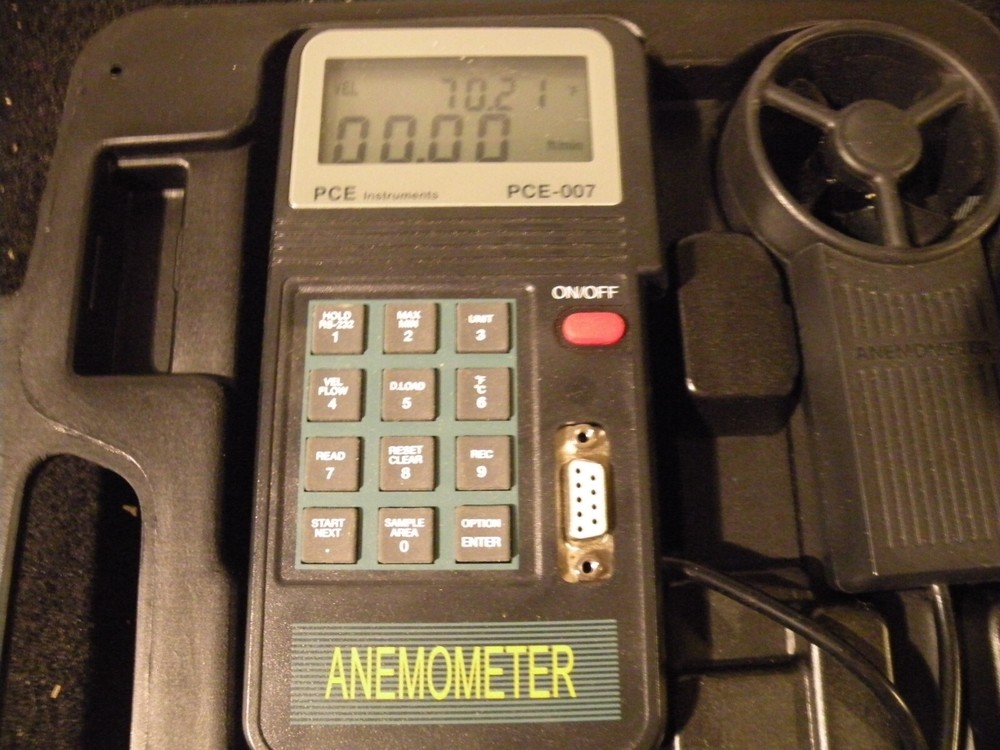 VEL 70.21 °F
00.00 ft/min
PCE Instruments PCE-007
ON/OFF
HOLD
RS-232
1
MAX
MIN
2
UNIT
3
VEL
FLOW
4
D.LOAD
5
°F
°C
6
READ
7
RESET
CLEAR
8
REC
9
START
NEXT
.
SAMPLE
AREA
0
OPTION
ENTER
ANEMOMETER
ANEMOMETER